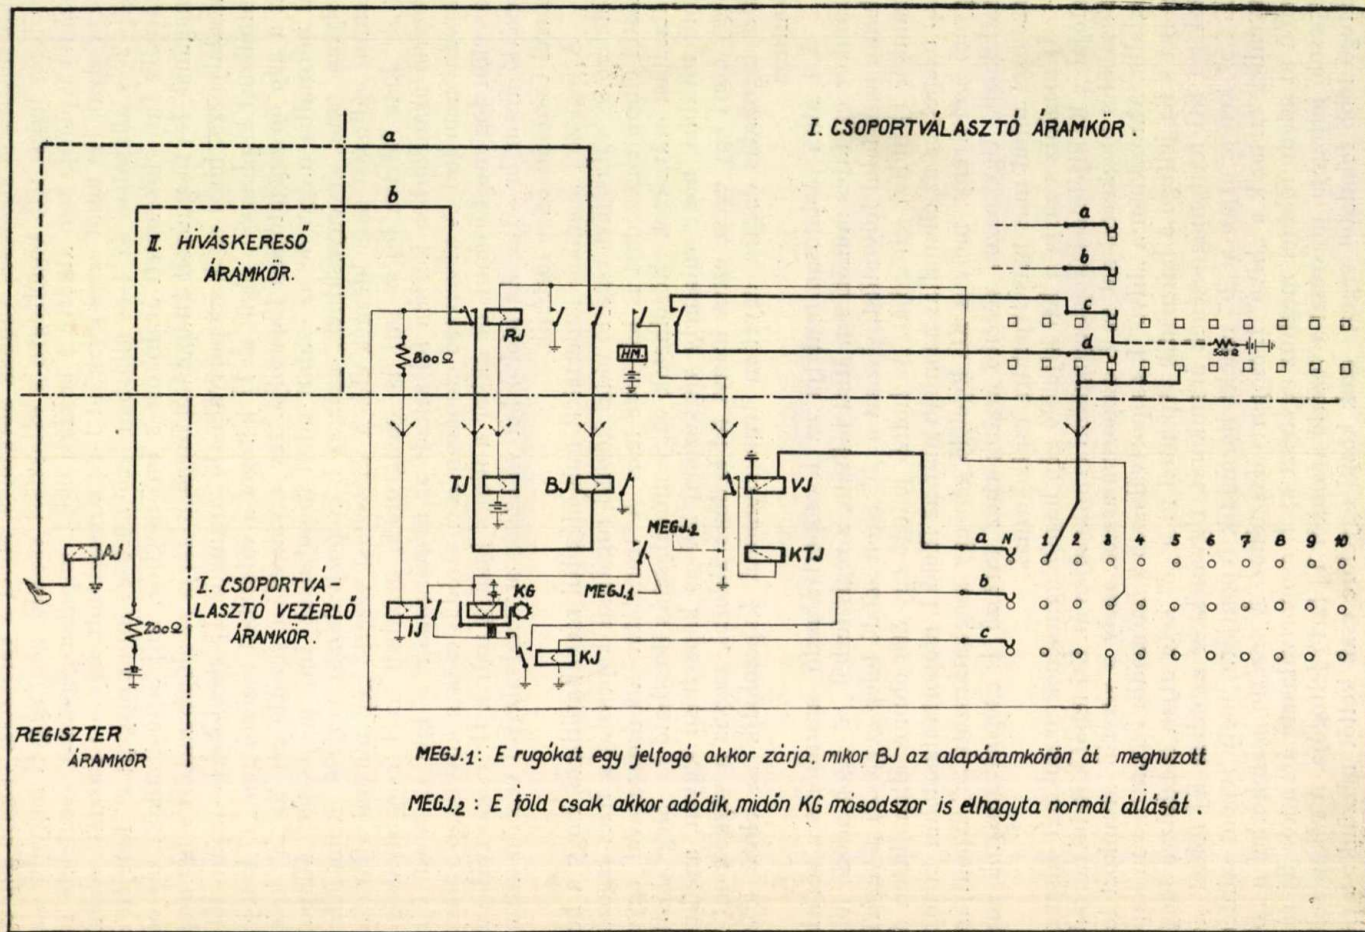 I. CSOPORTVÁLASZTÓ ÁRAMKÖR.
a
b
II. HÍVÁSKERESŐ
ÁRAMKÖR.
a
b
c
d
RJ
HM.
800Ω
500Ω
TJ
BJ
VJ
KTJ
MEGJ.2
MEGJ.1
AJ
200Ω
I. CSOPORTVÁ-
LASZTÓ VEZÉRLŐ
ÁRAMKÖR.
IJ
KG
KJ
a N 1 2 3 4 5 6 7 8 9 10
b
c
REGISZTER
ÁRAMKÖR
MEGJ.1: E rugókat egy jelfogó akkor zárja, mikor BJ az alapáramkörön át meghuzott
MEGJ.2: E föld csak akkor adódik, midőn KG másodszor is elhagyta normál állását.